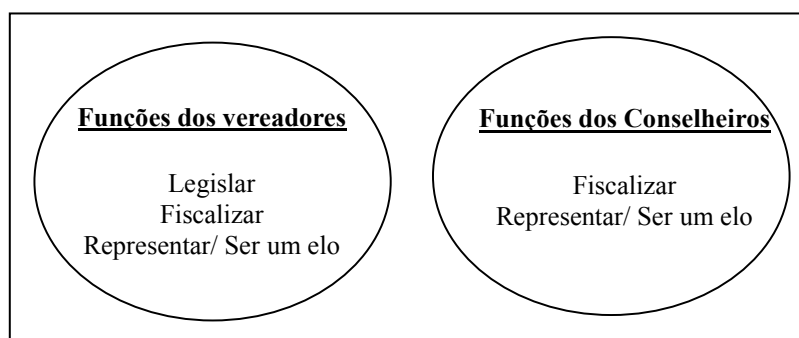 Funções dos vereadores
Legislar
Fiscalizar
Representar/ Ser um elo
Funções dos Conselheiros
Fiscalizar
Representar/ Ser um elo